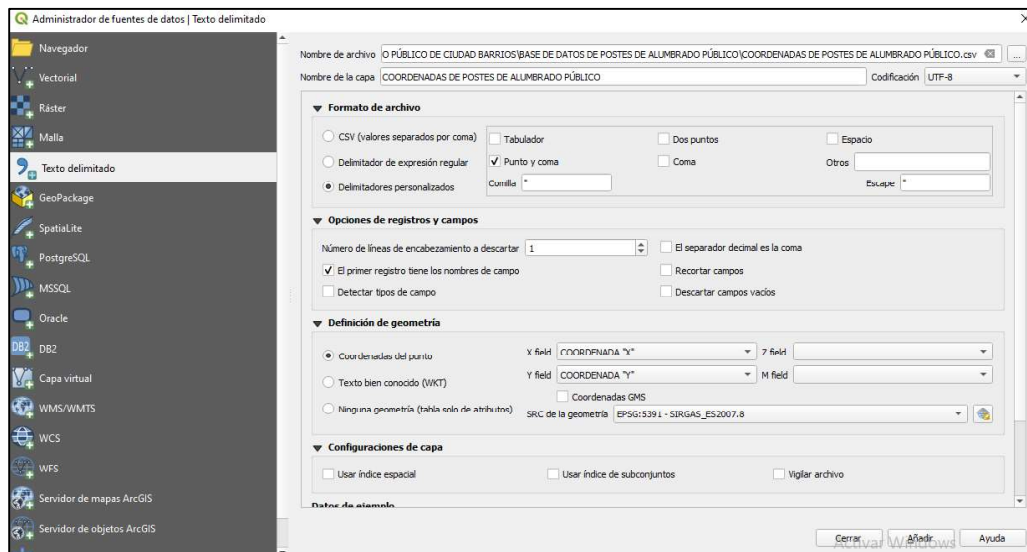 Administrador de fuentes de datos | Texto delimitado
Navegador
Vectorial
Ráster
Malla
Texto delimitado
GeoPackage
SpatiaLite
PostgreSQL
MSSQL
Oracle
DB2
DB2
Capa virtual
WMS/WMTS
WCS
WFS
Servidor de mapas ArcGIS
Servidor de objetos ArcGIS
Nombre de archivo O PÚBLICO DE CIUDAD BARRIOS\BASE DE DATOS DE POSTES DE ALUMBRADO PÚBLICO\COORDENADAS DE POSTES DE ALUMBRADO PÚBLICO.csv ...
Nombre de la capa COORDENADAS DE POSTES DE ALUMBRADO PÚBLICO Codificación UTF-8
Formato de archivo
CSV (valores separados por coma) Tabulador Dos puntos Espacio
Delimitador de expresión regular Punto y coma Coma Otros
Delimitadores personalizados Comilla " Escape "
Opciones de registros y campos
Número de líneas de encabezamiento a descartar 1 El separador decimal es la coma
El primer registro tiene los nombres de campo Recortar campos
Detectar tipos de campo Descartar campos vacíos
Definición de geometría
Coordenadas del punto X field COORDENADA "X" Z field
Texto bien conocido (WKT) Y field COORDENADA "Y" M field
Coordenadas GMS
Ninguna geometría (tabla solo de atributos) SRC de la geometría EPSG:5391 - SIRGAS_ES2007.8
Configuraciones de capa
Usar índice espacial Usar índice de subconjuntos Vigilar archivo
Datos de ejemplo
Cerrar Añadir Ayuda
Activar Windows